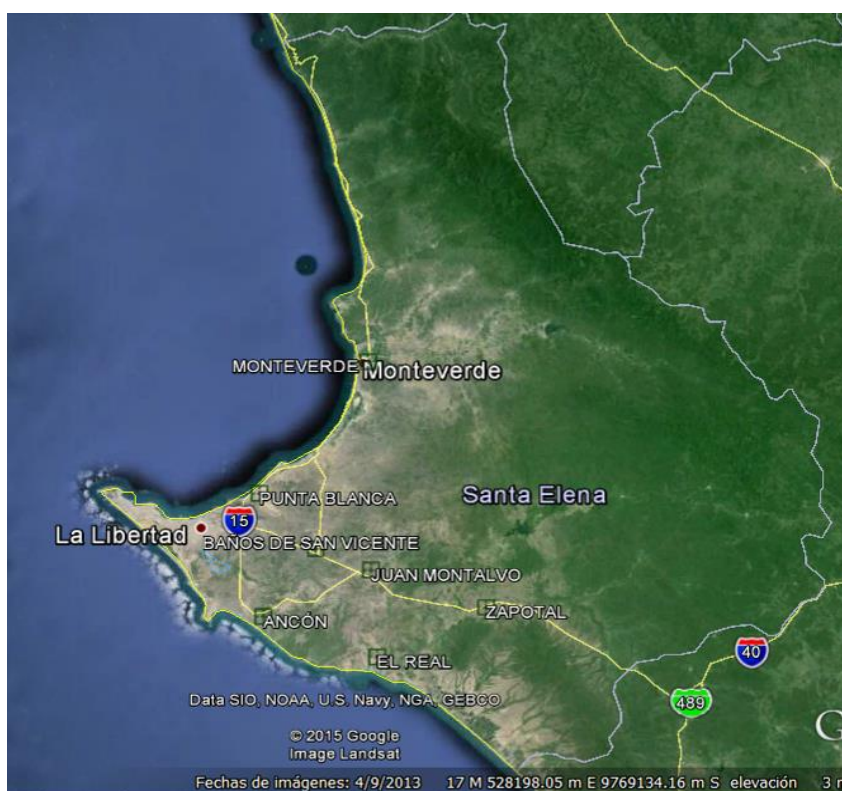 MONTEVERDE
Monteverde
PUNTA BLANCA
Santa Elena
La Libertad
15
BAÑOS DE SAN VICENTE
JUAN MONTALVO
ZAPOTAL
ANCÓN
EL REAL
40
489
Data SIO, NOAA, U.S. Navy, NGA, GEBCO
© 2015 Google
Image Landsat
G
Fechas de imágenes: 4/9/2013 17 M 528198.05 m E 9769134.16 m S elevación 3